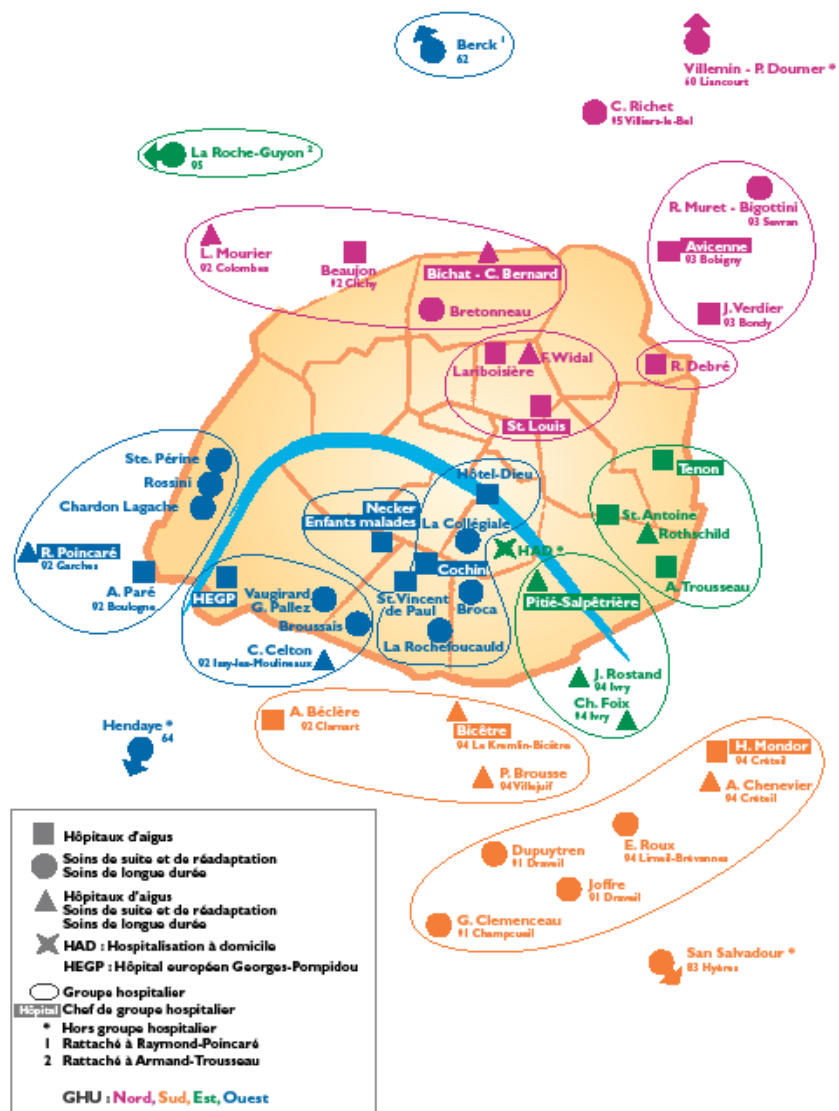 Berck 1
62
Villemin - P. Doumer *
60 Liancourt
C. Richet
95 Villiers-le-Bel
La Roche-Guyon 2
95
R. Muret - Bigottini
93 Sevran
L. Mourier
92 Colombes
Beaujon
92 Clichy
Bichat - C. Bernard
Avicenne
93 Bobigny
Bretonneau
J. Verdier
93 Bondy
Lariboisière
F. Widal
R. Debré
St. Louis
Ste. Périne
Rossini
Chardon Lagache
Hôtel-Dieu
Tenon
Necker
Enfants malades
La Collégiale
St. Antoine
Rothschild
HAD *
R. Poincaré
92 Garches
A. Paré
92 Boulogne
HEGP
Cochin
A. Trousseau
Vaugirard
G. Pallez
St. Vincent
de Paul
Broca
Pitié-Salpêtrière
Broussais
La Rochefoucauld
C. Celton
92 Issy-les-Moulineaux
J. Rostand
94 Ivry
Ch. Foix
94 Ivry
Hendaye *
64
A. Béclère
92 Clamart
Bicêtre
94 Le Kremlin-Bicêtre
H. Mondor
94 Créteil
P. Brousse
94 Villejuif
A. Chenevier
94 Créteil
Dupuytren
91 Draveil
E. Roux
94 Limeil-Brévannes
Joffre
91 Draveil
G. Clemenceau
91 Champcueil
San Salvadour *
83 Hyères
Hôpitaux d'aigus
Soins de suite et de réadaptation
Soins de longue durée
Hôpitaux d'aigus
Soins de suite et de réadaptation
Soins de longue durée
HAD : Hospitalisation à domicile
HEGP : Hôpital européen Georges-Pompidou
Groupe hospitalier
Hôpital Chef de groupe hospitalier
* Hors groupe hospitalier
1 Rattaché à Raymond-Poincaré
2 Rattaché à Armand-Trousseau
GHU : Nord, Sud, Est, Ouest